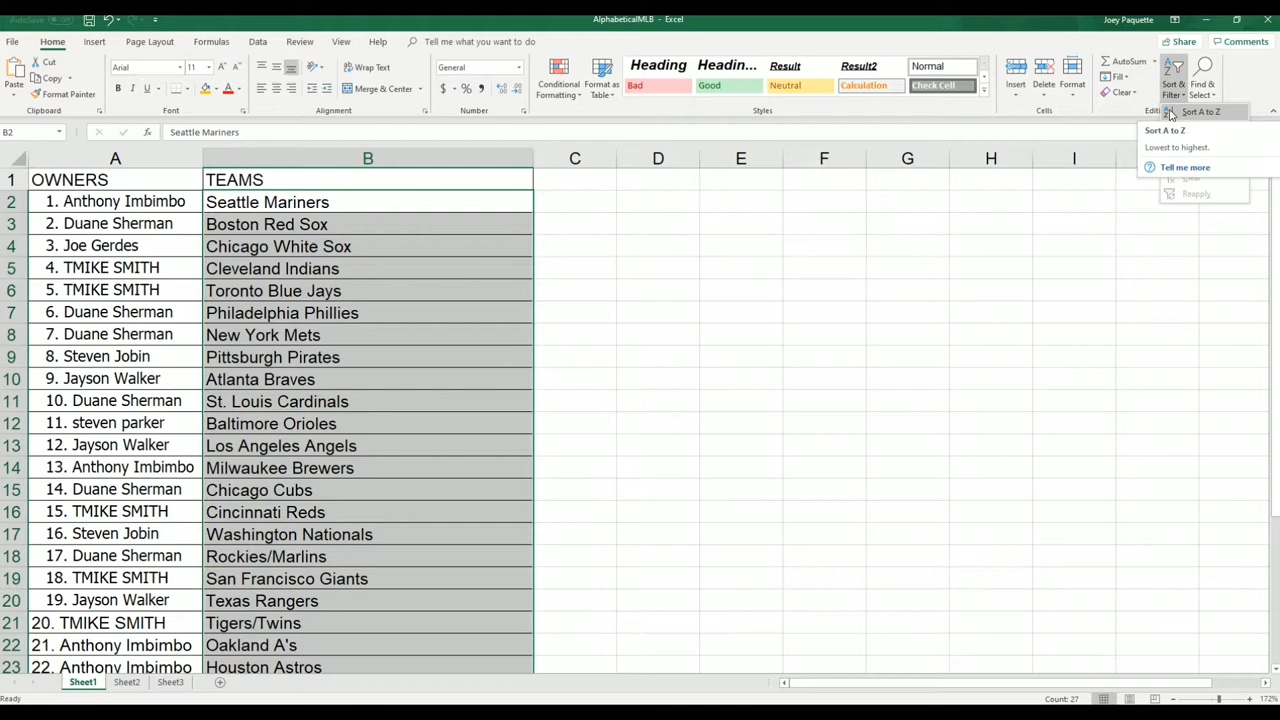 AutoSave Off
AlphabeticalMLB - Excel
Joey Paquette
File Home Insert Page Layout Formulas Data Review View Help Tell me what you want to do
Share Comments
Paste
Cut
Copy
Format Painter
Clipboard
Arial 11
B I U
Font
Wrap Text
Merge & Center
Alignment
General
$ % 9
Number
Conditional Formatting
Format as Table
Heading Headin... Result Result2 Normal
Bad Good Neutral Calculation Check Cell
Styles
Insert Delete Format
Cells
AutoSum
Fill
Clear
Sort & Filter
Find & Select
Editi
Sort A to Z
Sort A to Z
Lowest to highest.
Tell me more
Reapply
B2 fx Seattle Mariners
A B C D E F G H I
1 OWNERS TEAMS
2 1. Anthony Imbimbo Seattle Mariners
3 2. Duane Sherman Boston Red Sox
4 3. Joe Gerdes Chicago White Sox
5 4. TMIKE SMITH Cleveland Indians
6 5. TMIKE SMITH Toronto Blue Jays
7 6. Duane Sherman Philadelphia Phillies
8 7. Duane Sherman New York Mets
9 8. Steven Jobin Pittsburgh Pirates
10 9. Jayson Walker Atlanta Braves
11 10. Duane Sherman St. Louis Cardinals
12 11. steven parker Baltimore Orioles
13 12. Jayson Walker Los Angeles Angels
14 13. Anthony Imbimbo Milwaukee Brewers
15 14. Duane Sherman Chicago Cubs
16 15. TMIKE SMITH Cincinnati Reds
17 16. Steven Jobin Washington Nationals
18 17. Duane Sherman Rockies/Marlins
19 18. TMIKE SMITH San Francisco Giants
20 19. Jayson Walker Texas Rangers
21 20. TMIKE SMITH Tigers/Twins
22 21. Anthony Imbimbo Oakland A's
23 22. Anthony Imbimbo Houston Astros
Sheet1 Sheet2 Sheet3
Ready
Count: 27
172%